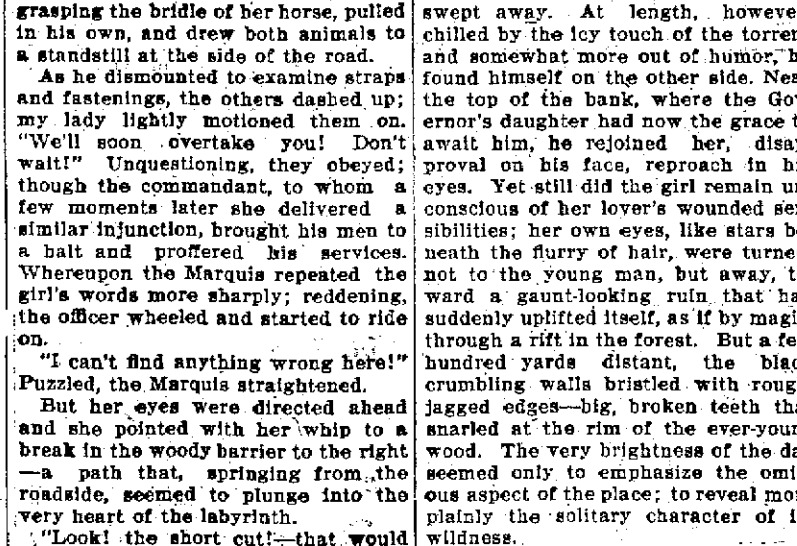 grasping the bridle of her horse, pulled
in his own, and drew both animals to
a standstill at the side of the road.
As he dismounted to examine straps
and fastenings, the others dashed up;
my lady lightly motioned them on.
"We'll soon overtake you! Don't
wait!" Unquestioning, they obeyed;
though the commandant, to whom a
few moments later she delivered a
similar injunction, brought his men to
a halt and proffered his services.
Whereupon the Marquis repeated the
girl's words more sharply; reddening,
the officer wheeled and started to ride
on.
"I can't find anything wrong here!"
Puzzled, the Marquis straightened.
But her eyes were directed ahead
and she pointed with her whip to a
break in the woody barrier to the right
—a path that, springing from the
roadside, seemed to plunge into the
very heart of the labyrinth.
"Look! the short cut!—that would
swept away. At length, howeve
chilled by the icy touch of the torren
and somewhat more out of humor, h
found himself on the other side. Nea
the top of the bank, where the Gov
ernor's daughter had now the grace t
await him, he rejoined her, disap
proval on his face, reproach in hi
eyes. Yet still did the girl remain un
conscious of her lover's wounded sen
sibilities; her own eyes, like stars be
neath the flurry of hair, were turne
not to the young man, but away, to
ward a gaunt-looking ruin that ha
suddenly uplifted itself, as if by magi
through a rift in the forest. But a fe
hundred yards distant, the blac
crumbling walls bristled with roug
jagged edges—big, broken teeth tha
snarled at the rim of the ever-youn
wood. The very brightness of the da
seemed only to emphasize the omi
ous aspect of the place; to reveal mor
plainly the solitary character of i
wildness.